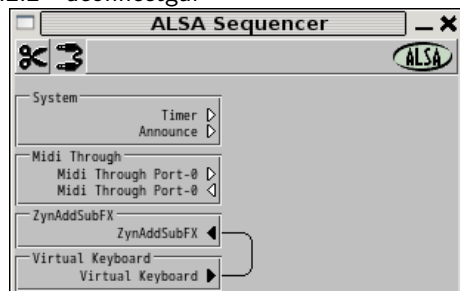 ALSA Sequencer
ALSA
System
Timer
Announce
Midi Through
Midi Through Port-0
Midi Through Port-0
ZynAddSubFX
ZynAddSubFX
Virtual Keyboard
Virtual Keyboard